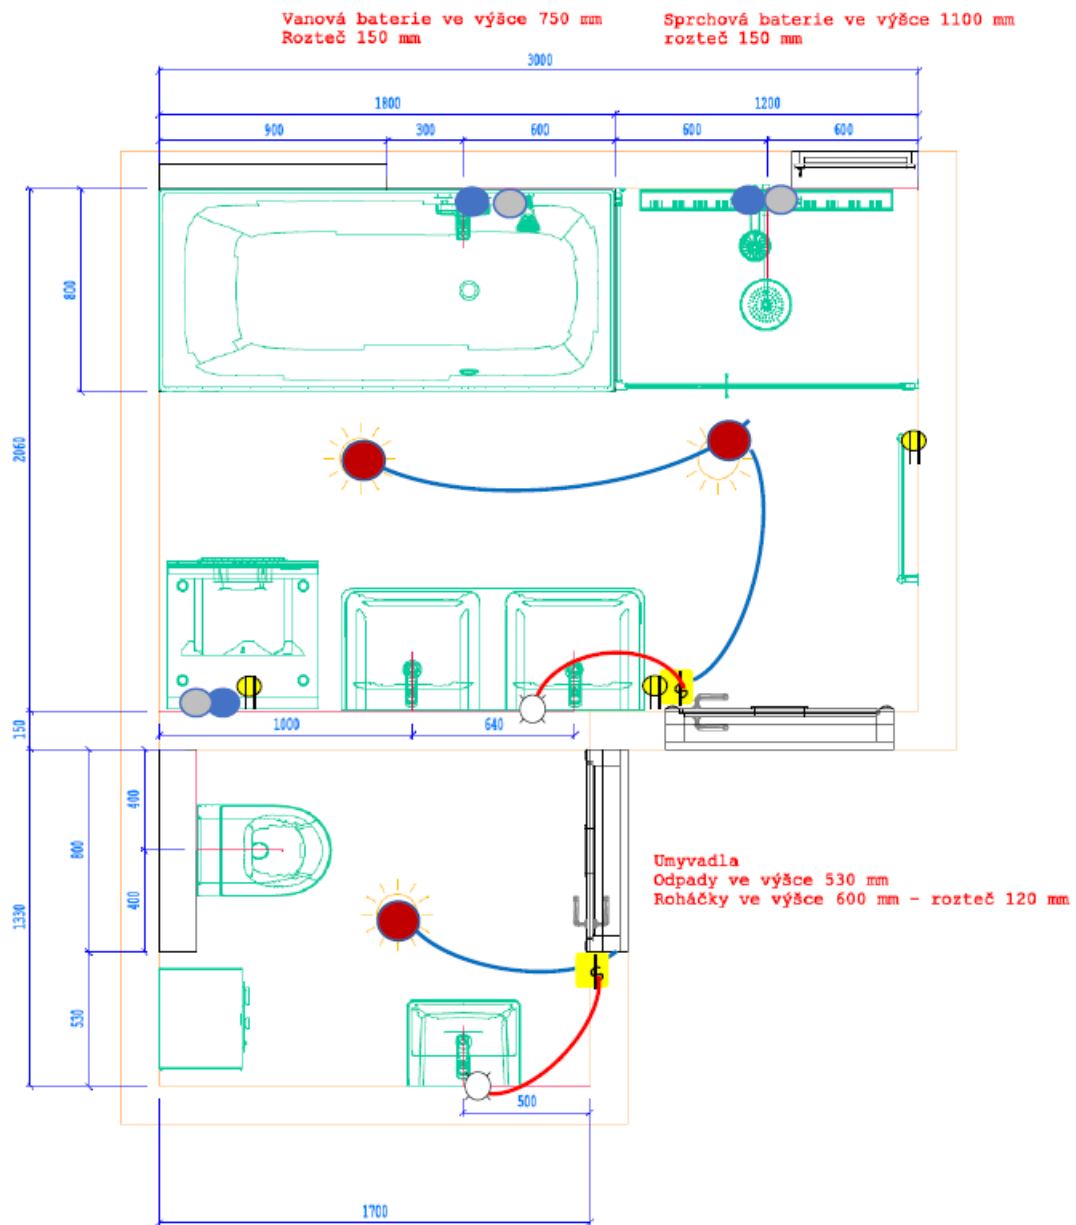 Vanová baterie ve výšce 750 mm
Rozteč 150 mm
Sprchová baterie ve výšce 1100 mm
rozteč 150 mm
3000
1800
1200
900
300
600
600
600
800
2060
150
1000
640
400
800
400
1330
530
Umyvadla
Odpady ve výšce 530 mm
Roháčky ve výšce 600 mm - rozteč 120 mm
500
1700